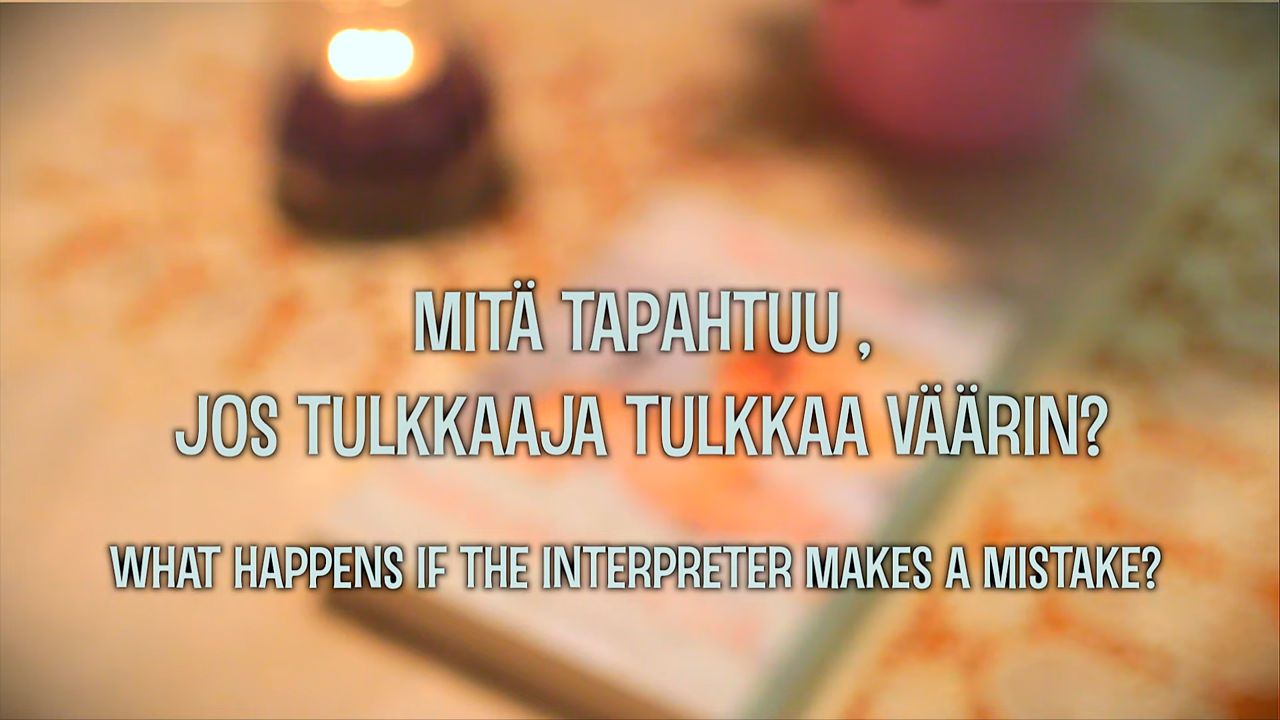 MITÄ TAPAHTUU ,
JOS TULKKAAJA TULKKAA VÄÄRIN?
WHAT HAPPENS IF THE INTERPRETER MAKES A MISTAKE?